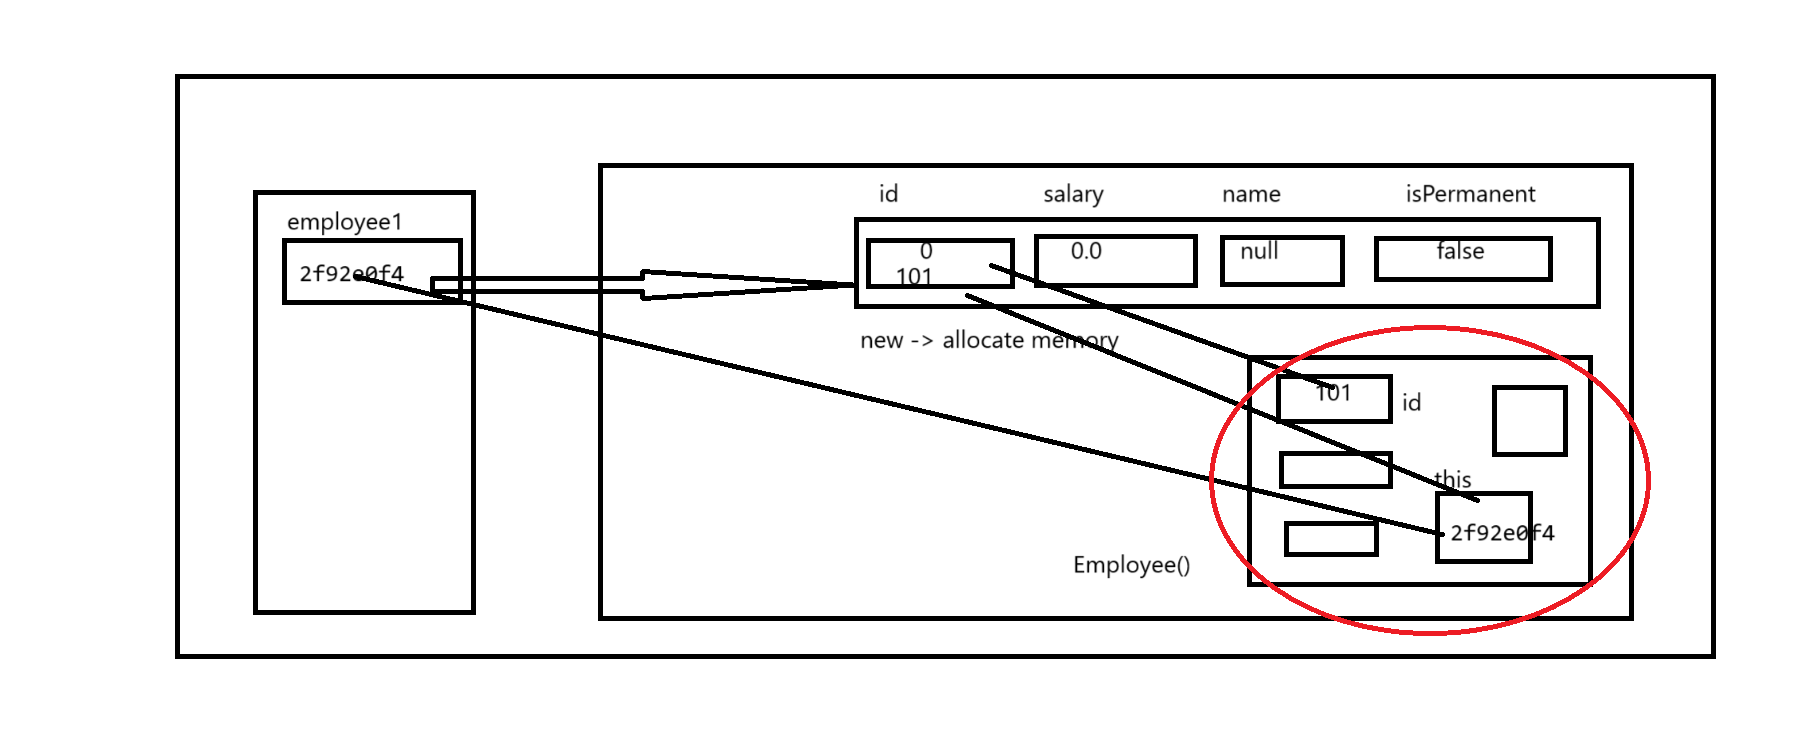 id salary name isPermanent
employee1
0 0.0 null false
2f92e0f4
101
new -> allocate memory
101
id
this
2f92e0f4
Employee()